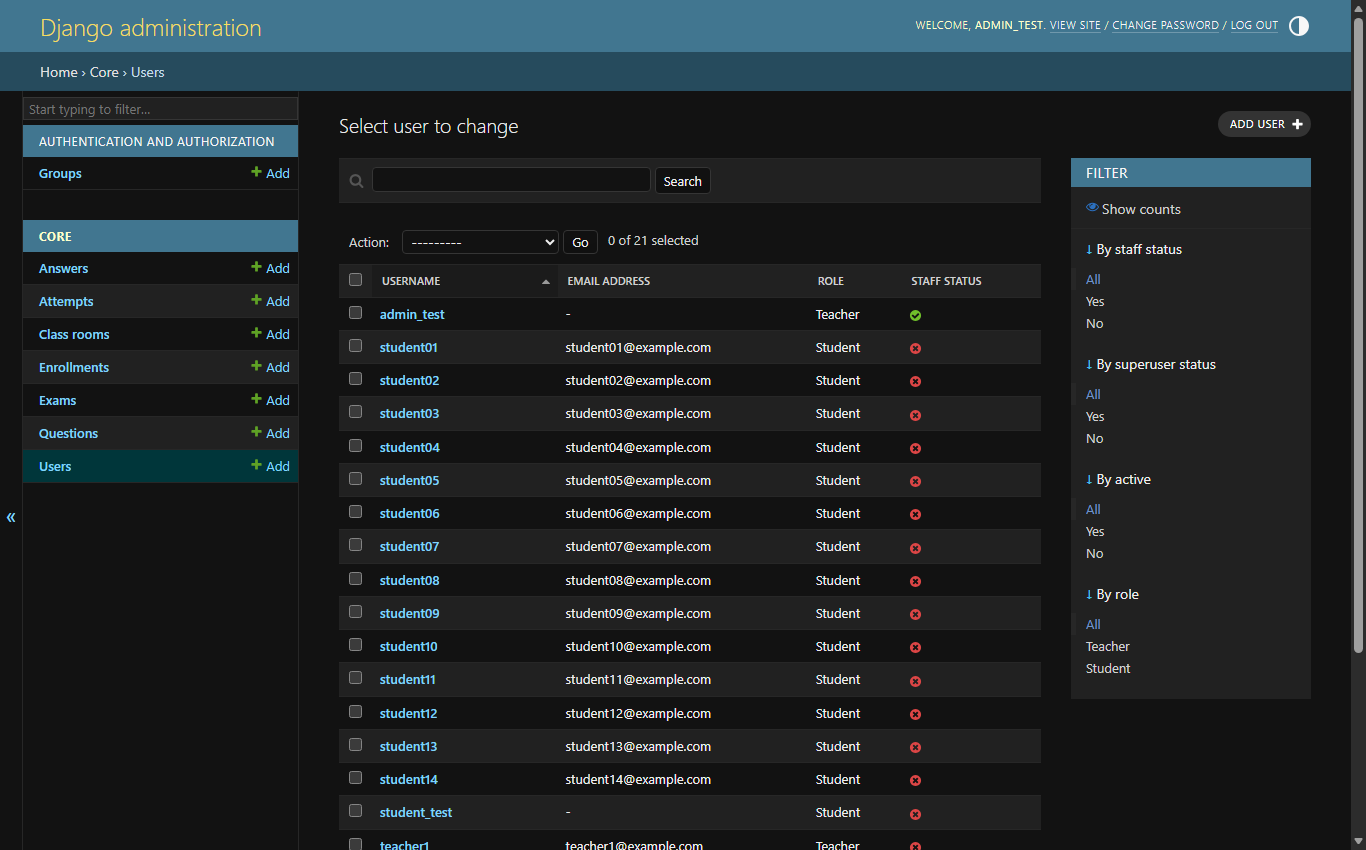 Django administration
WELCOME, ADMIN_TEST. VIEW SITE / CHANGE PASSWORD / LOG OUT
Home › Core › Users
Start typing to filter...
AUTHENTICATION AND AUTHORIZATION
Groups + Add
CORE
Answers + Add
Attempts + Add
Class rooms + Add
Enrollments + Add
Exams + Add
Questions + Add
Users + Add
«
Select user to change
ADD USER +
Search
Action: --------- Go 0 of 21 selected
USERNAME EMAIL ADDRESS ROLE STAFF STATUS
admin_test - Teacher
student01 student01@example.com Student
student02 student02@example.com Student
student03 student03@example.com Student
student04 student04@example.com Student
student05 student05@example.com Student
student06 student06@example.com Student
student07 student07@example.com Student
student08 student08@example.com Student
student09 student09@example.com Student
student10 student10@example.com Student
student11 student11@example.com Student
student12 student12@example.com Student
student13 student13@example.com Student
student14 student14@example.com Student
student_test - Student
teacher1 teacher1@example.com Teacher
FILTER
Show counts
↓ By staff status
All
Yes
No
↓ By superuser status
All
Yes
No
↓ By active
All
Yes
No
↓ By role
All
Teacher
Student